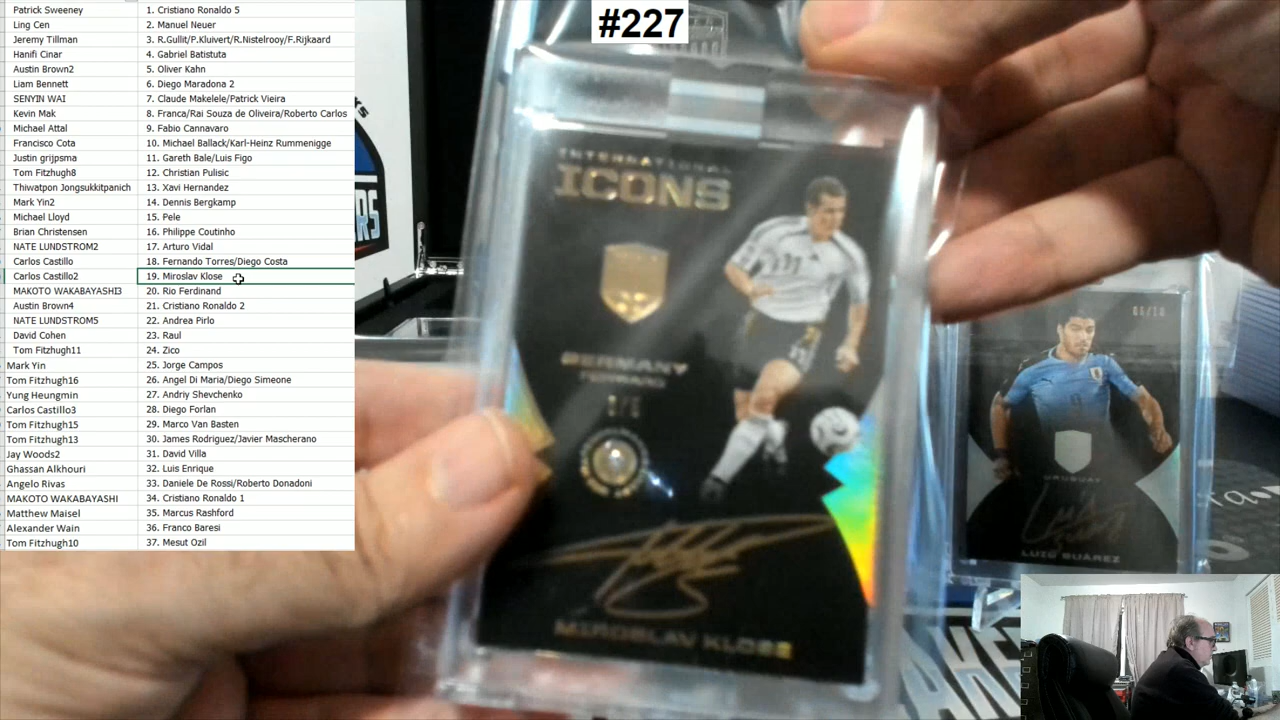 #227
Patrick Sweeney 1. Cristiano Ronaldo 5
Ling Cen 2. Manuel Neuer
Jeremy Tillman 3. R.Gullit/P.Kluivert/R.Nistelrooy/F.Rijkaard
Hanifi Cinar 4. Gabriel Batistuta
Austin Brown2 5. Oliver Kahn
Liam Bennett 6. Diego Maradona 2
SENYIN WAI 7. Claude Makelele/Patrick Vieira
Kevin Mak 8. Franca/Rai Souza de Oliveira/Roberto Carlos
Michael Attal 9. Fabio Cannavaro
Francisco Cota 10. Michael Ballack/Karl-Heinz Rummenigge
Justin grijpsma 11. Gareth Bale/Luis Figo
Tom Fitzhugh8 12. Christian Pulisic
Thivatpon Jongsukkitpanich 13. Xavi Hernandez
Mark Yin2 14. Dennis Bergkamp
Michael Lloyd 15. Pele
Brian Christensen 16. Philippe Coutinho
NATE LUNDSTROM2 17. Arturo Vidal
Carlos Castillo 18. Fernando Torres/Diego Costa
Carlos Castillo2 19. Miroslav Klose
MAKOTO WAKABAYASHI3 20. Rio Ferdinand
Austin Brown4 21. Cristiano Ronaldo 2
NATE LUNDSTROM5 22. Andrea Pirlo
David Cohen 23. Raul
Tom Fitzhugh11 24. Zico
Mark Yin 25. Jorge Campos
Tom Fitzhugh16 26. Angel Di Maria/Diego Simeone
Yung Heungmin 27. Andriy Shevchenko
Carlos Castillo3 28. Diego Forlan
Tom Fitzhugh15 29. Marco Van Basten
Tom Fitzhugh13 30. James Rodriguez/Javier Mascherano
Jay Woods2 31. David Villa
Ghassan Alkhouri 32. Luis Enrique
Angelo Rivas 33. Daniele De Rossi/Roberto Donadoni
MAKOTO WAKABAYASHI 34. Cristiano Ronaldo 1
Matthew Maisel 35. Marcus Rashford
Alexander Wain 36. Franco Baresi
Tom Fitzhugh10 37. Mesut Ozil
INTERNATIONAL
ICONS
GERMANY
MIROSLAV KLOSE
URUGUAY
LUIS SUÁREZ